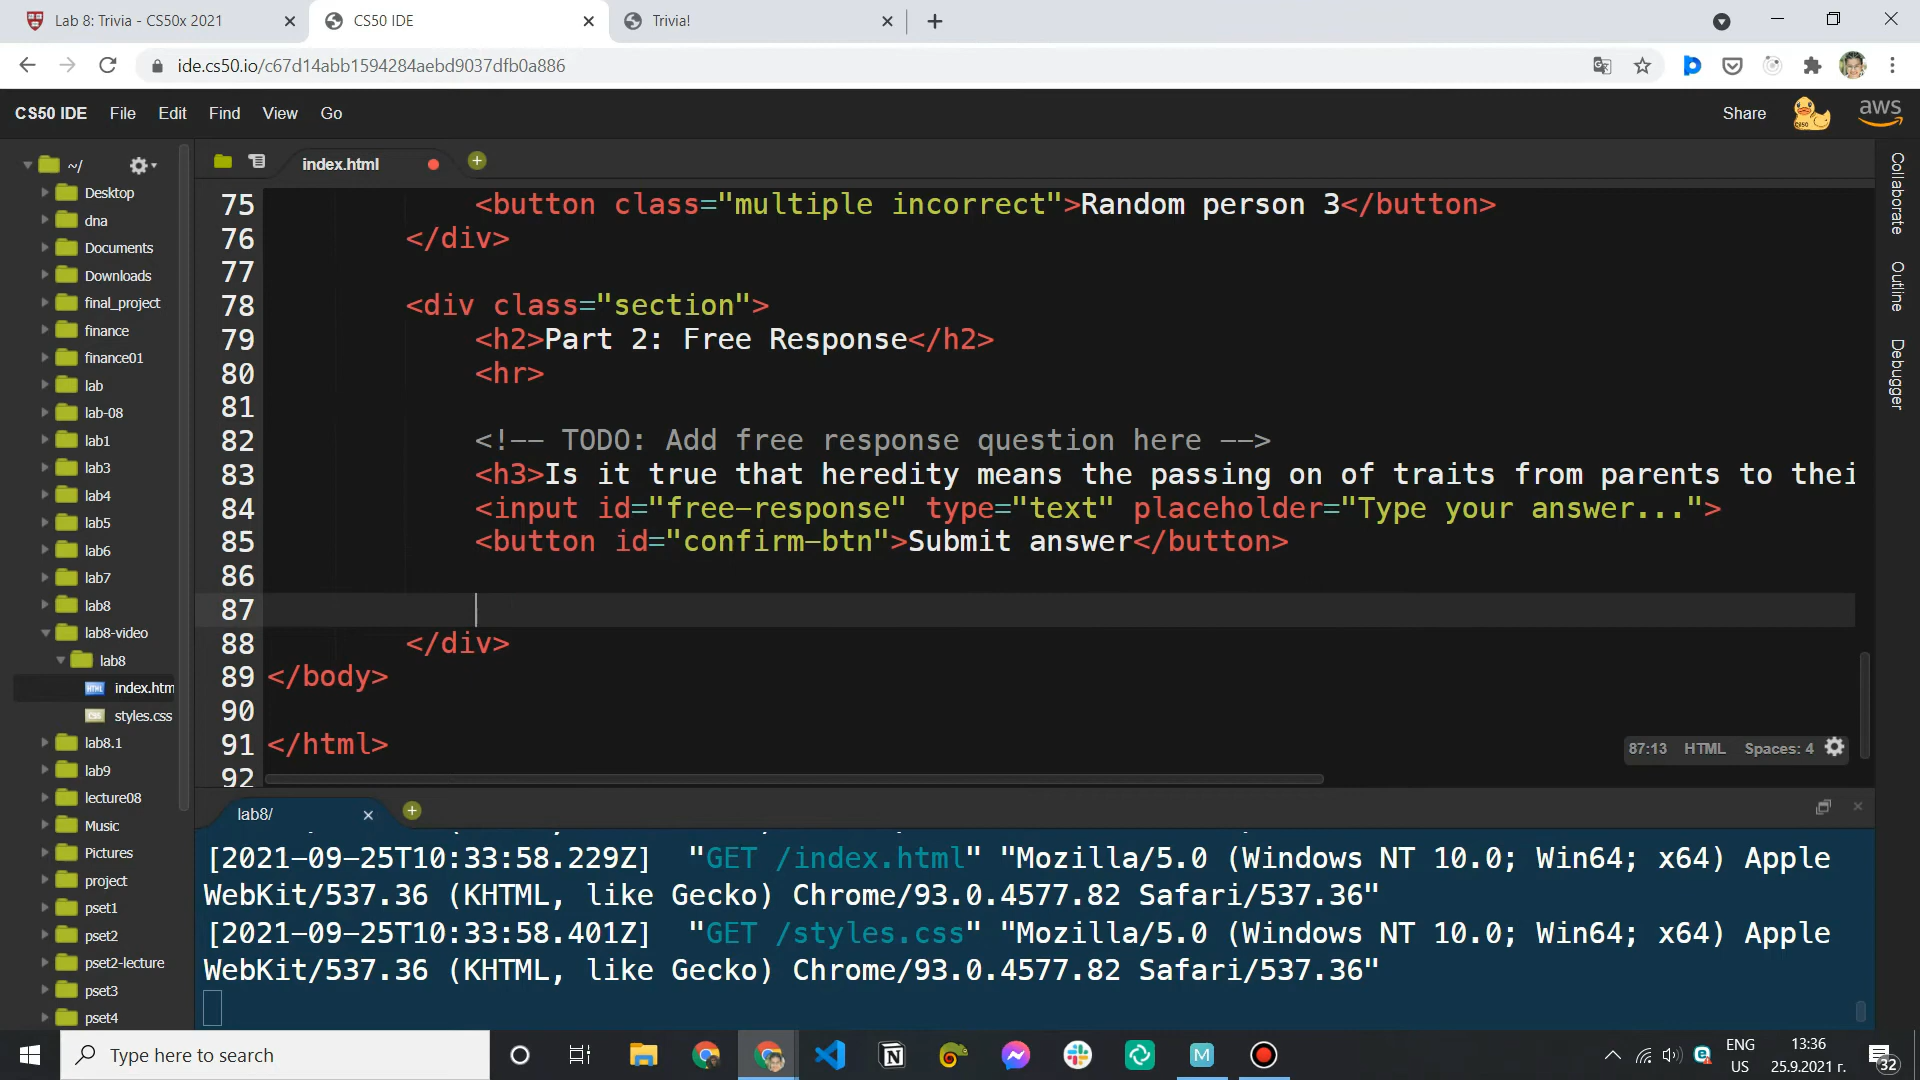 Lab 8: Trivia - CS50x 2021
CS50 IDE
Trivia!
ide.cs50.io/c67d14abb1594284aebd9037dfb0a886
CS50 IDE File Edit Find View Go
Share
aws
~/
Desktop
dna
Documents
Downloads
final_project
finance
finance01
lab
lab-08
lab1
lab3
lab4
lab5
lab6
lab7
lab8
lab8-video
lab8
index.htm
styles.css
lab8.1
lab9
lecture08
Music
Pictures
project
pset1
pset2
pset2-lecture
pset3
pset4
index.html
75 <button class="multiple incorrect">Random person 3</button>
76 </div>
77
78 <div class="section">
79 <h2>Part 2: Free Response</h2>
80 <hr>
81
82 <!-- TODO: Add free response question here -->
83 <h3>Is it true that heredity means the passing on of traits from parents to thei
84 <input id="free-response" type="text" placeholder="Type your answer...">
85 <button id="confirm-btn">Submit answer</button>
86
87
88 </div>
89 </body>
90
91 </html>
92
87:13 HTML Spaces: 4
Collaborate
Outline
Debugger
lab8/
[2021-09-25T10:33:58.229Z] "GET /index.html" "Mozilla/5.0 (Windows NT 10.0; Win64; x64) Apple
WebKit/537.36 (KHTML, like Gecko) Chrome/93.0.4577.82 Safari/537.36"
[2021-09-25T10:33:58.401Z] "GET /styles.css" "Mozilla/5.0 (Windows NT 10.0; Win64; x64) Apple
WebKit/537.36 (KHTML, like Gecko) Chrome/93.0.4577.82 Safari/537.36"
Type here to search
ENG
US
13:36
25.9.2021 г.
32